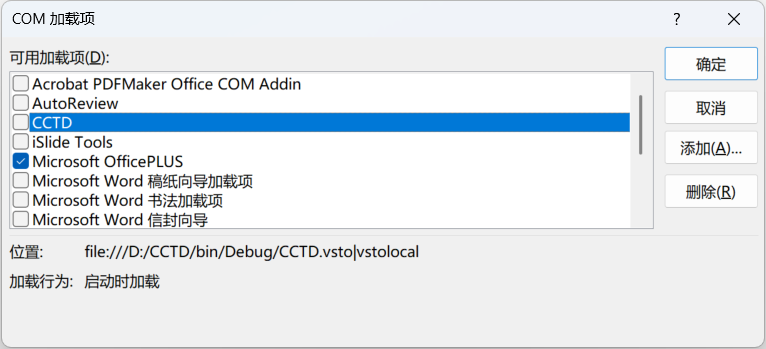 COM 加载项
?
可用加载项(D):
Acrobat PDFMaker Office COM Addin
AutoReview
CCTD
iSlide Tools
Microsoft OfficePLUS
Microsoft Word 稿纸向导加载项
Microsoft Word 书法加载项
Microsoft Word 信封向导
确定
取消
添加(A)...
删除(R)
位置: file:///D:/CCTD/bin/Debug/CCTD.vsto|vstolocal
加载行为: 启动时加载